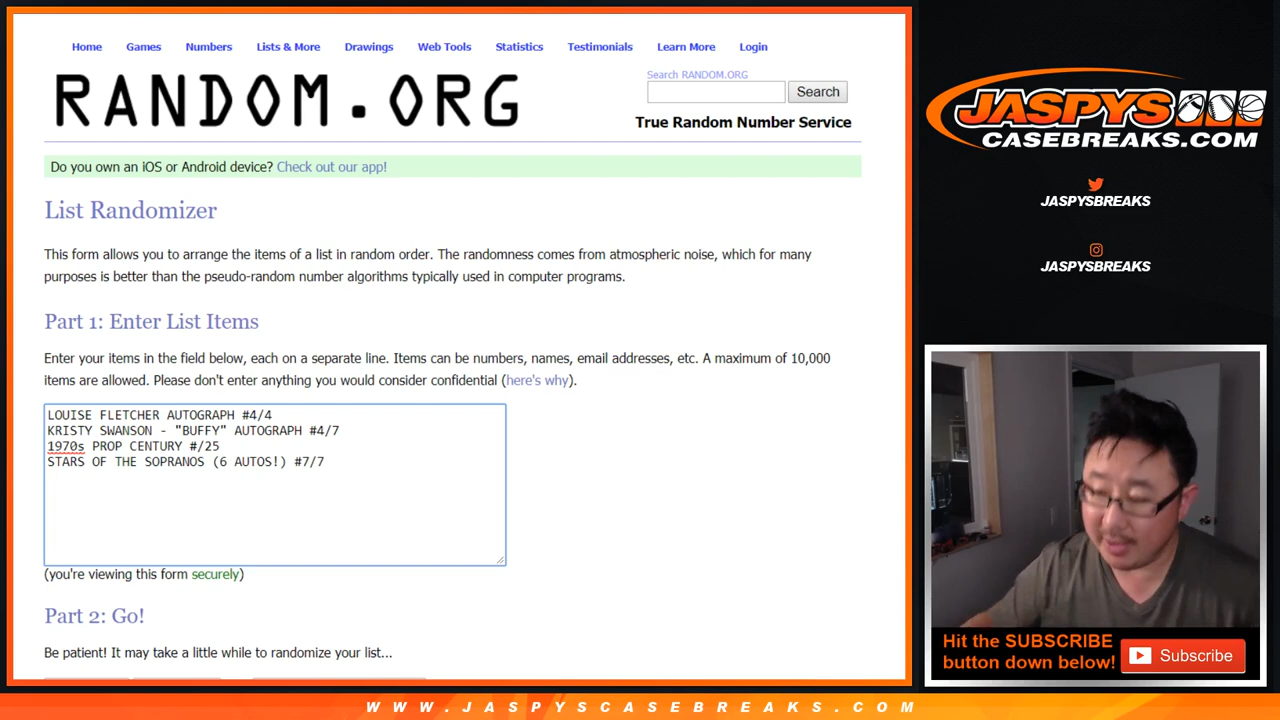 Home Games Numbers Lists & More Drawings Web Tools Statistics Testimonials Learn More Login
RANDOM.ORG
Search RANDOM.ORG
Search
True Random Number Service
Do you own an iOS or Android device? Check out our app!
List Randomizer
This form allows you to arrange the items of a list in random order. The randomness comes from atmospheric noise, which for many
purposes is better than the pseudo-random number algorithms typically used in computer programs.
Part 1: Enter List Items
Enter your items in the field below, each on a separate line. Items can be numbers, names, email addresses, etc. A maximum of 10,000
items are allowed. Please don't enter anything you would consider confidential (here's why).
LOUISE FLETCHER AUTOGRAPH #4/4
KRISTY SWANSON - "BUFFY" AUTOGRAPH #4/7
1970s PROP CENTURY #/25
STARS OF THE SOPRANOS (6 AUTOS!) #7/7
(you're viewing this form securely)
Part 2: Go!
Be patient! It may take a little while to randomize your list...
JASPYS
CASEBREAKS.COM
JASPYSBREAKS
JASPYSBREAKS
Hit the SUBSCRIBE
button down below!
Subscribe
WWW.JASPYSCASEBREAKS.COM